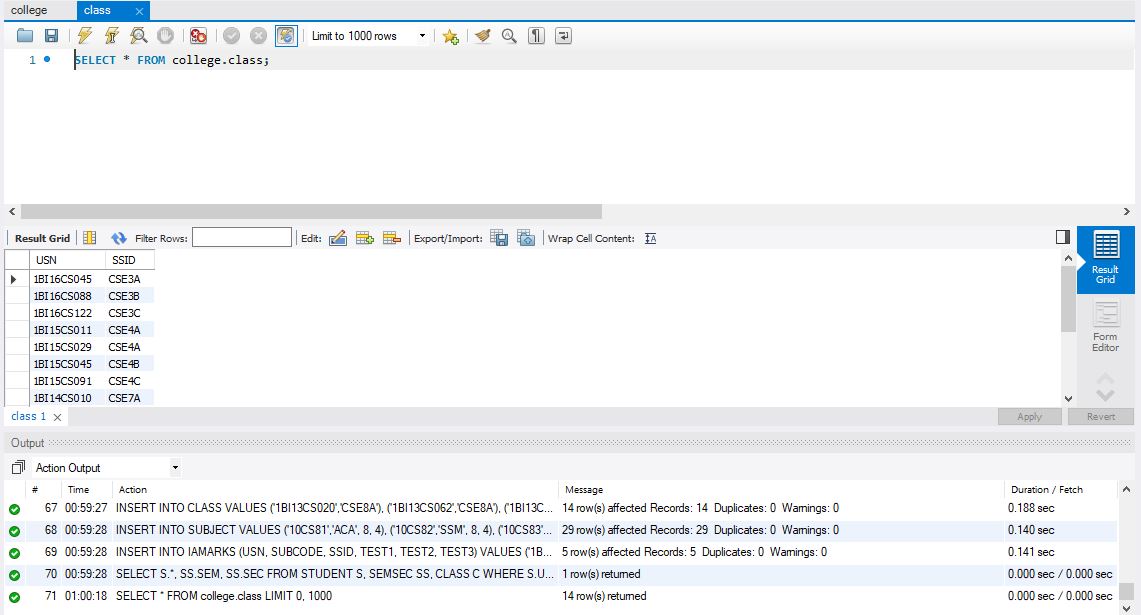 college class
Limit to 1000 rows
1 SELECT * FROM college.class;
Result Grid Filter Rows: Edit: Export/Import: Wrap Cell Content:
Result Grid
Form Editor
USN SSID
1BI16CS045 CSE3A
1BI16CS088 CSE3B
1BI16CS122 CSE3C
1BI15CS011 CSE4A
1BI15CS029 CSE4A
1BI15CS045 CSE4B
1BI15CS091 CSE4C
1BI14CS010 CSE7A
class 1 Apply Revert
Output
Action Output
# Time Action Message Duration / Fetch
67 00:59:27 INSERT INTO CLASS VALUES ('1BI13CS020','CSE8A'), ('1BI13CS062','CSE8A'), ('1BI13C... 14 row(s) affected Records: 14 Duplicates: 0 Warnings: 0 0.188 sec
68 00:59:28 INSERT INTO SUBJECT VALUES ('10CS81','ACA', 8, 4), ('10CS82','SSM', 8, 4), ('10CS83'... 29 row(s) affected Records: 29 Duplicates: 0 Warnings: 0 0.140 sec
69 00:59:28 INSERT INTO IAMARKS (USN, SUBCODE, SSID, TEST1, TEST2, TEST3) VALUES ('1B... 5 row(s) affected Records: 5 Duplicates: 0 Warnings: 0 0.141 sec
70 00:59:28 SELECT S.*, SS.SEM, SS.SEC FROM STUDENT S, SEMSEC SS, CLASS C WHERE S.U... 1 row(s) returned 0.000 sec / 0.000 sec
71 01:00:18 SELECT * FROM college.class LIMIT 0, 1000 14 row(s) returned 0.000 sec / 0.000 sec